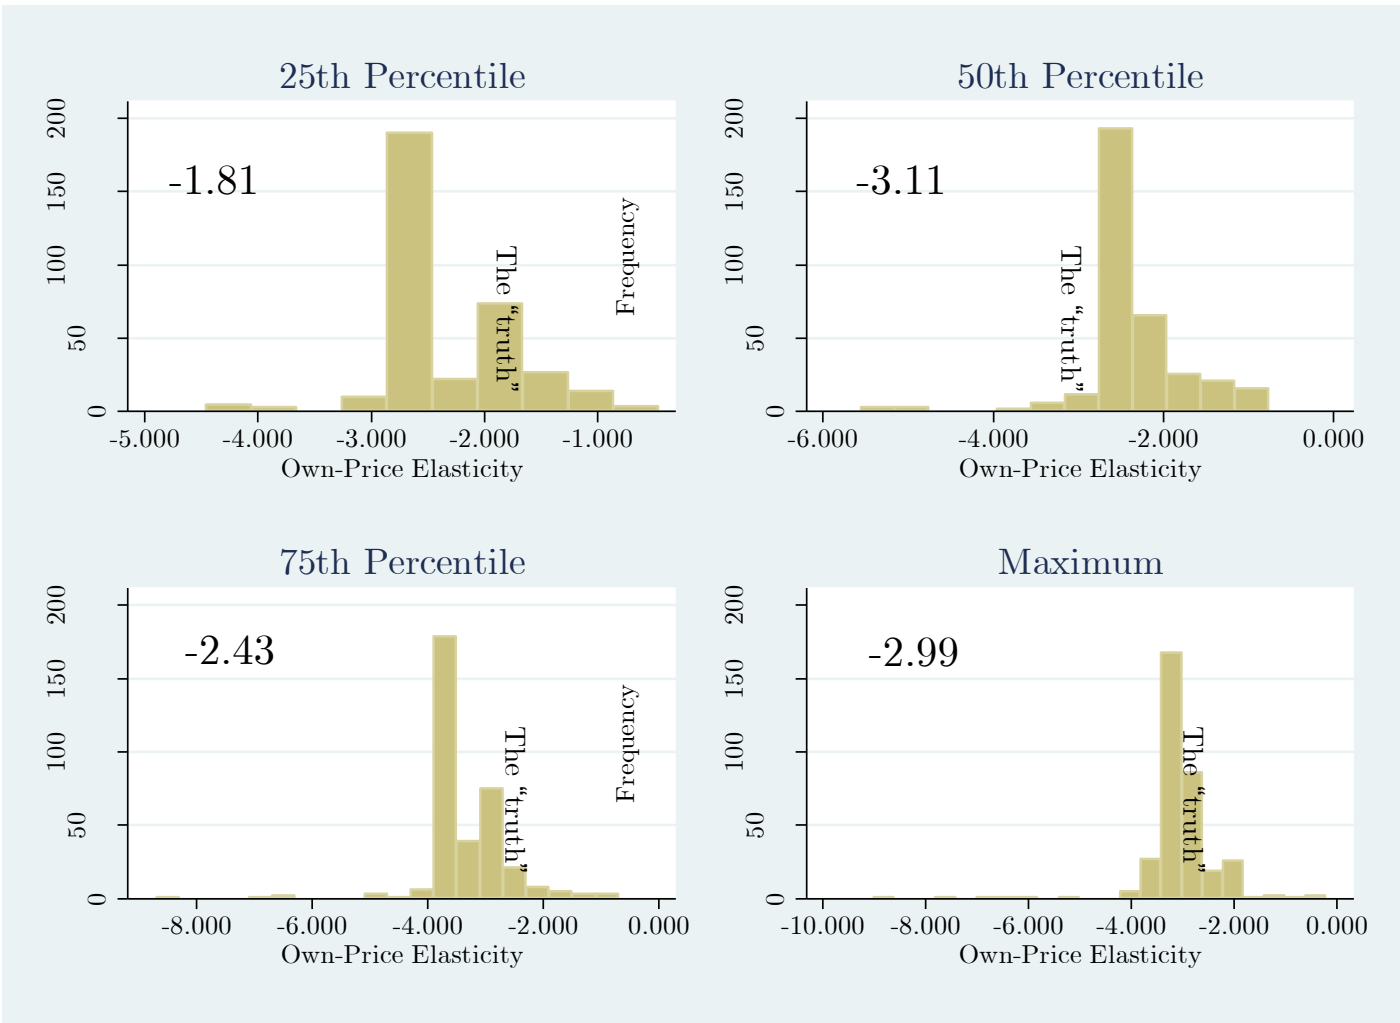 25th Percentile
200
150
100
50
0
-1.81
The “truth”
Frequency
-5.000 -4.000 -3.000 -2.000 -1.000
Own-Price Elasticity
50th Percentile
200
150
100
50
0
-3.11
The “truth”
-6.000 -4.000 -2.000 0.000
Own-Price Elasticity
75th Percentile
200
150
100
50
0
-2.43
The “truth”
Frequency
-8.000 -6.000 -4.000 -2.000 0.000
Own-Price Elasticity
Maximum
200
150
100
50
0
-2.99
The “truth”
-10.000 -8.000 -6.000 -4.000 -2.000 0.000
Own-Price Elasticity